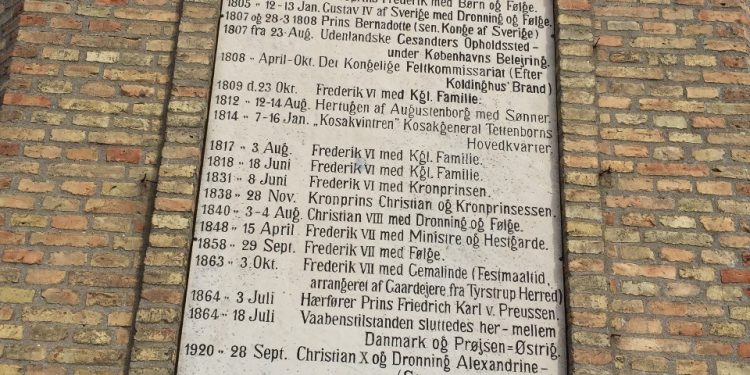 Frederik med Børn og Følge.
1805 - 12-13 Jan. Gustav IV af Sverige med Dronning og Følge.
1807 og 28-3 1808 Prins Bernadotte (sen. Konge af Sverige)
1807 fra 23 Aug. Udenlandske Gesandters Opholdssted -
under Københavns Belejring.
1808 - April-Okt. Det Kongelige Feltkommissariat (Efter
Koldinghus' Brand)
1809 d. 23 Okt. Frederik VI med Kgl. Familie.
1812 - 12-14 Aug. Hertugen af Augustenborg med Sønner.
1814 - 7-16 Jan. „Kosakvintren" Kosakgeneral Tettenborns
Hovedkvarter.
1817 - 3 Aug. Frederik VI med Kgl. Familie.
1818 - 18 Juni Frederik VI med Kgl. Familie.
1831 - 8 Juni Frederik VI med Kronprinsen.
1838 - 28 Nov. Kronprins Christian og Kronprinsessen.
1840 - 3-4 Aug. Christian VIII med Dronning og Følge.
1848 - 15 April Frederik VII med Ministre og Hestgarde.
1858 - 29 Sept. Frederik VII med Følge.
1863 - 3 Okt. Frederik VII med Gemalinde (Festmaaltid,
arrangeret af Gaardejere fra Tyrstrup Herred)
1864 - 3 Juli Hærfører Prins Friedrich Karl v. Preussen.
1864 - 18 Juli Vaabenstilstanden sluttedes her - mellem
Danmark og Prøjsen=Østrig.
1920 - 28 Sept. Christian X og Dronning Alexandrine -